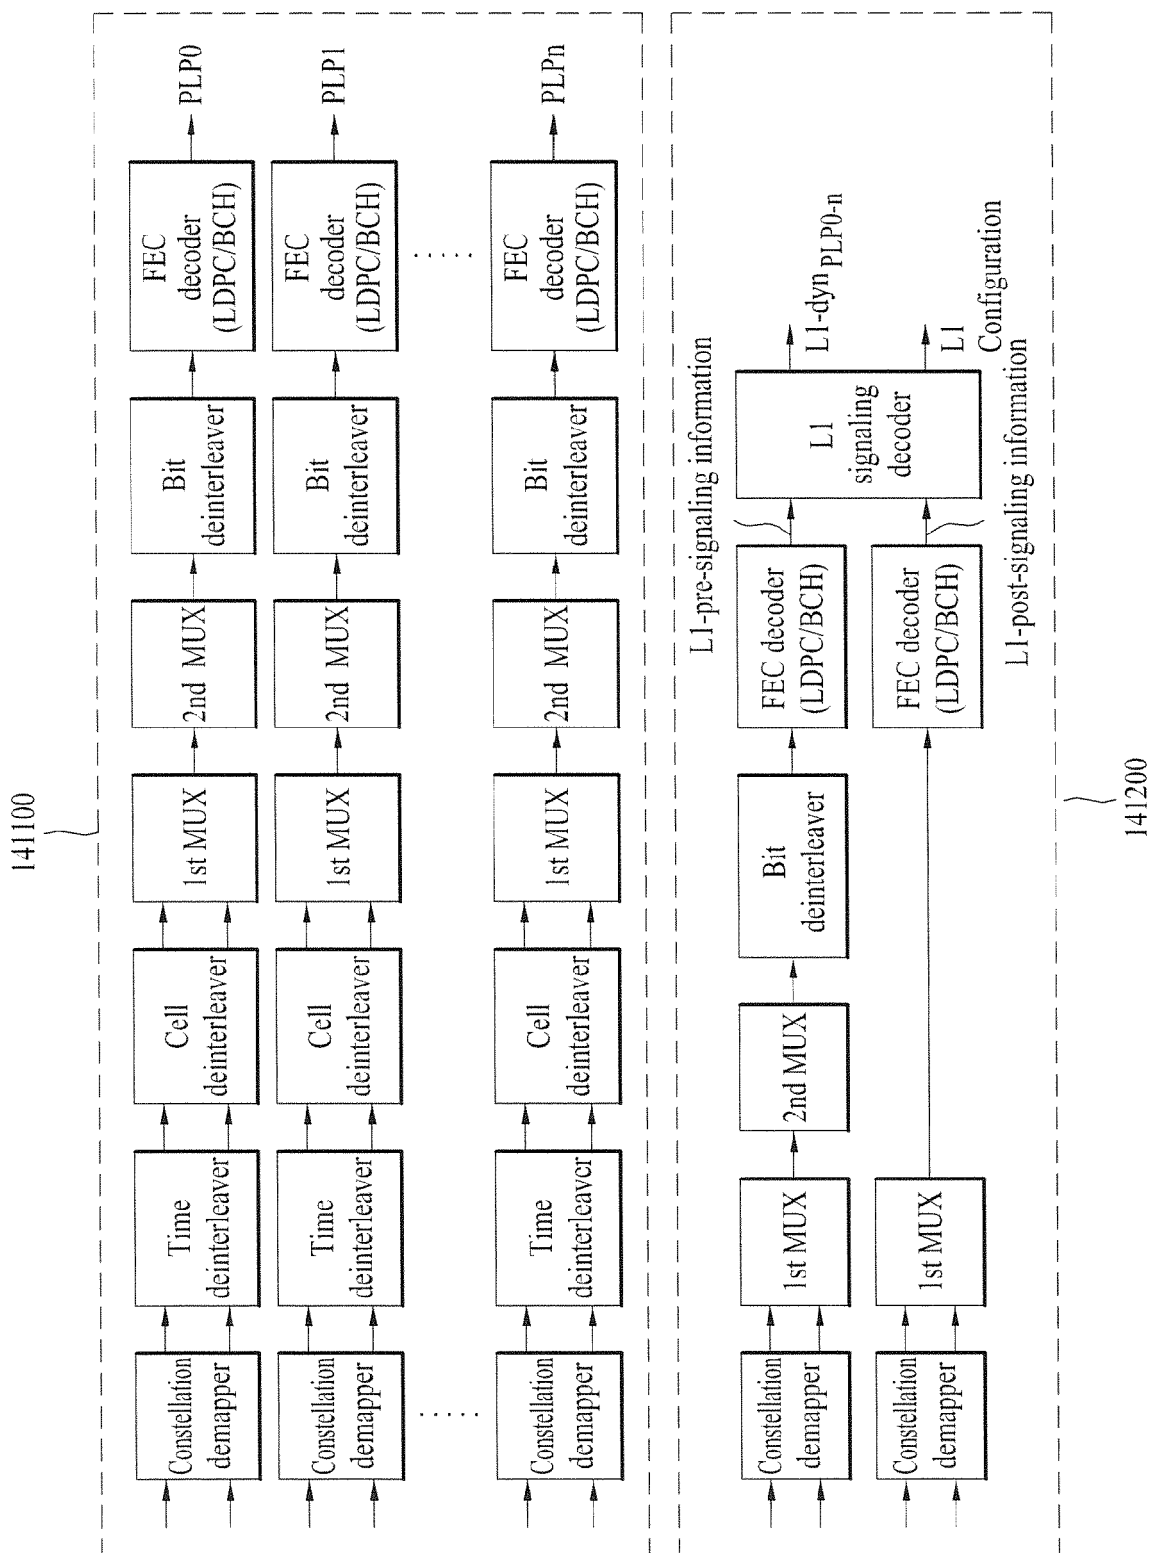 141100
Constellation
demapper
Time
deinterleaver
Cell
deinterleaver
1st MUX
2nd MUX
Bit
deinterleaver
FEC
decoder
(LDPC/BCH)
PLP0
Constellation
demapper
Time
deinterleaver
Cell
deinterleaver
1st MUX
2nd MUX
Bit
deinterleaver
FEC
decoder
(LDPC/BCH)
PLP1
.....
.....
Constellation
demapper
Time
deinterleaver
Cell
deinterleaver
1st MUX
2nd MUX
Bit
deinterleaver
FEC
decoder
(LDPC/BCH)
PLPn
L1-pre-signaling information
Constellation
demapper
1st MUX
2nd MUX
Bit
deinterleaver
FEC decoder
(LDPC/BCH)
L1
signaling
decoder
L1-dynPLP0-n
Constellation
demapper
1st MUX
FEC decoder
(LDPC/BCH)
L1
Configuration
L1-post-signaling information
141200